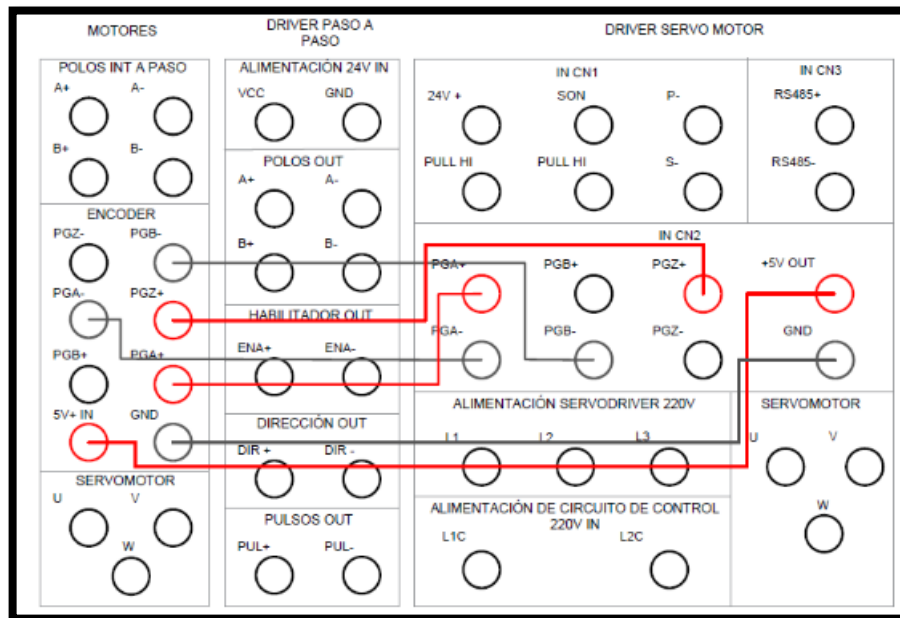 MOTORES
DRIVER PASO A
PASO
DRIVER SERVO MOTOR
POLOS INT A PASO
A+ A-
B+ B-
ENCODER
PGZ- PGB-
PGA- PGZ+
PGB+ PGA+
5V+ IN GND
SERVOMOTOR
U V
W
ALIMENTACIÓN 24V IN
VCC GND
POLOS OUT
A+ A-
B+ B-
HABILITADOR OUT
ENA+ ENA-
DIRECCIÓN OUT
DIR + DIR -
PULSOS OUT
PUL+ PUL-
IN CN1
24V + SON P-
PULL HI PULL HI S-
IN CN3
RS485+
RS485-
IN CN2
PGA+ PGB+ PGZ+ +5V OUT
PGA- PGB- PGZ- GND
ALIMENTACIÓN SERVODRIVER 220V
L1 L2 L3
ALIMENTACIÓN DE CIRCUITO DE CONTROL
220V IN
L1C L2C
SERVOMOTOR
U V
W